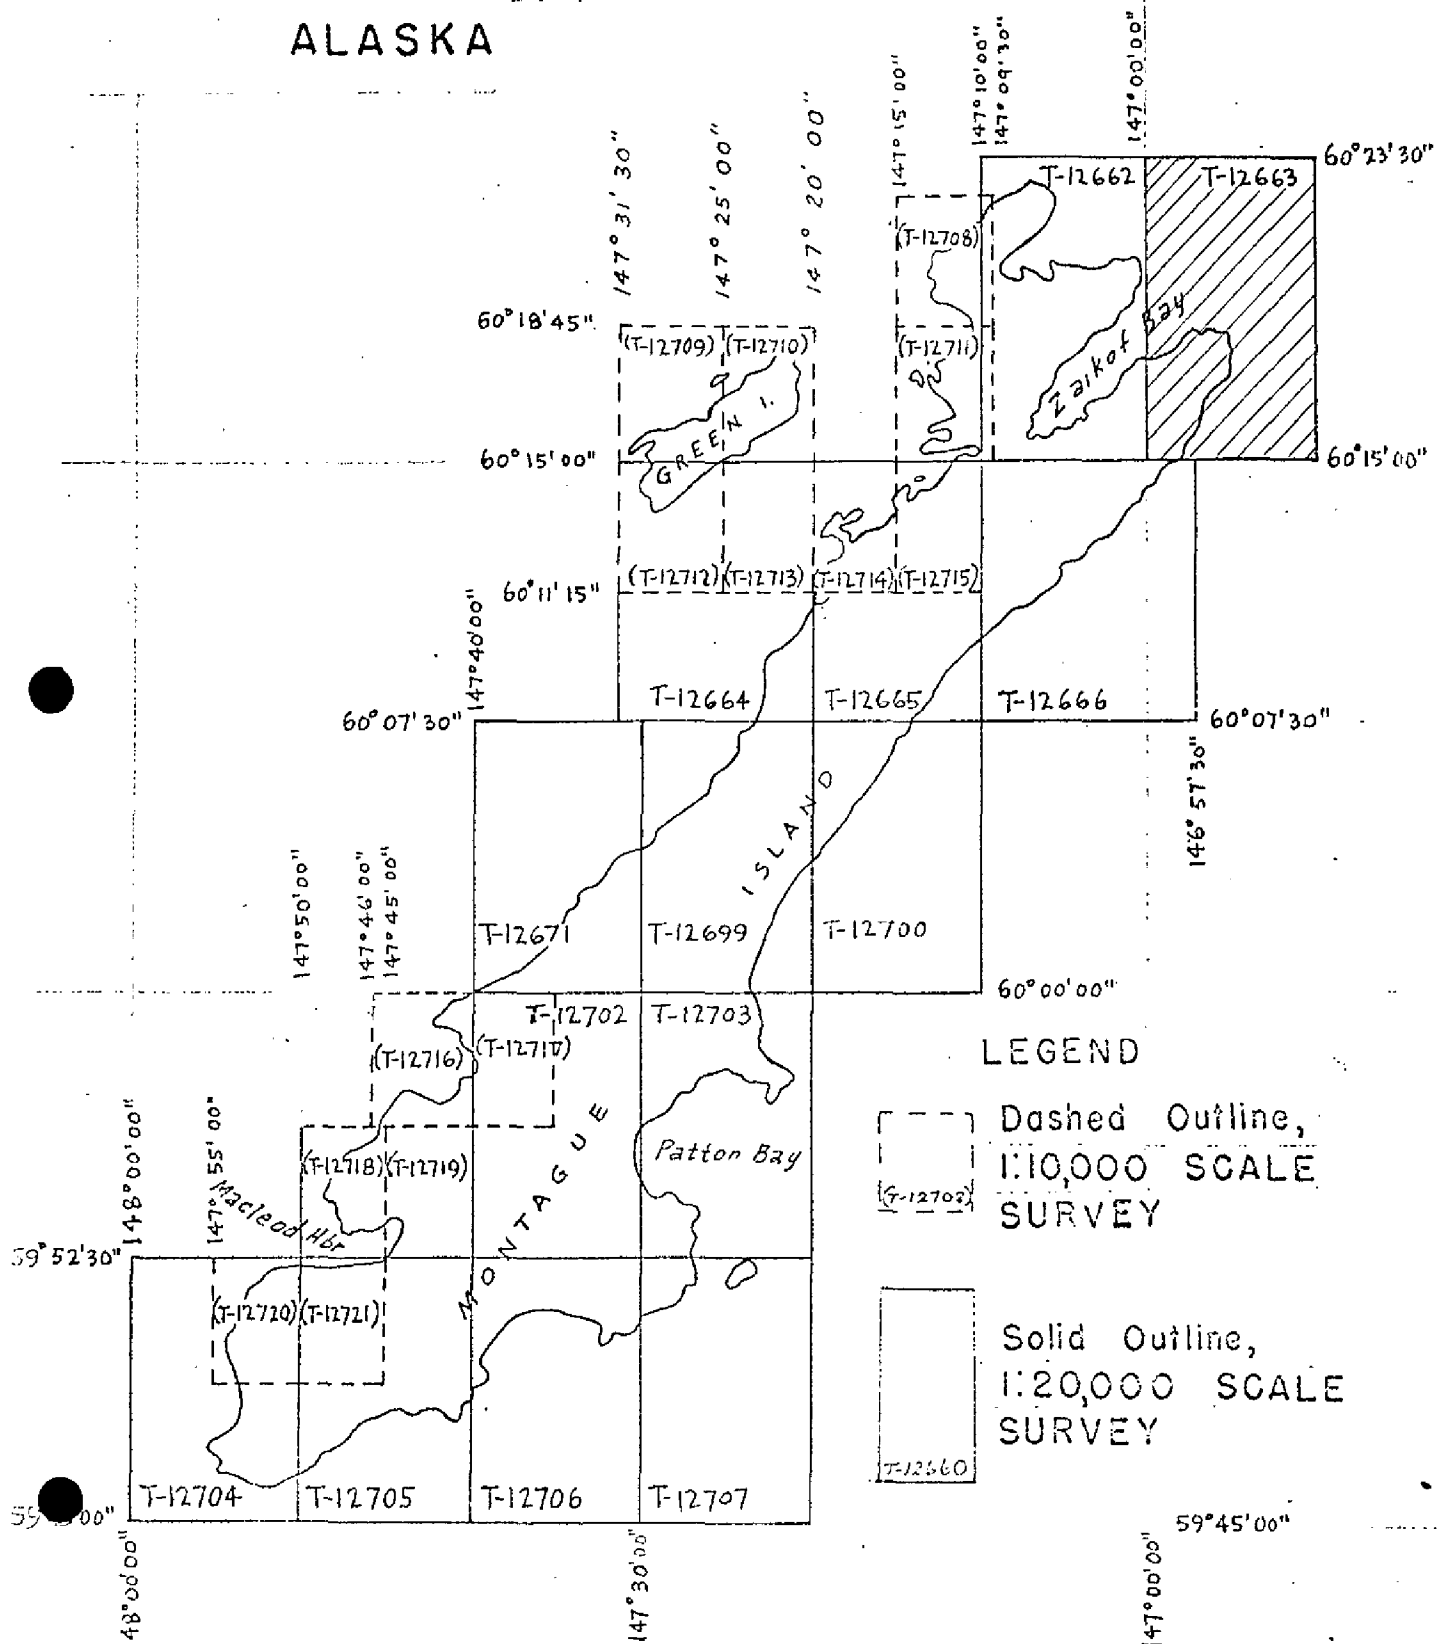 ALASKA
147° 31' 30"
147° 25' 00"
147° 20' 00"
147° 15' 00"
147° 10' 00"
147° 09' 30"
147° 00' 00"
60° 23' 30"
T-12662
T-12663
(T-12708)
60° 18' 45"
(T-12709)
(T-12710)
(T-12711)
Zaikof Bay
GREEN I.
60° 15' 00"
60° 15' 00"
(T-12712)
(T-12713)
(T-12714)
(T-12715)
60° 11' 15"
147° 40' 00"
T-12664
T-12665
T-12666
60° 07' 30"
60° 07' 30"
146° 57' 30"
ISLAND
147° 50' 00"
147° 46' 00"
147° 45' 00"
T-12671
T-12699
T-12700
60° 00' 00"
T-12702
T-12703
(T-12716)
(T-12717)
LEGEND
Dashed Outline,
1:10,000 SCALE
SURVEY
(T-12708)
148° 00' 00"
147° 55' 00"
(T-12718)
(T-12719)
MONTAGUE
Patton Bay
Macleod Hbr
59° 52' 30"
(T-12720)
(T-12721)
Solid Outline,
1:20,000 SCALE
SURVEY
T-12660
T-12704
T-12705
T-12706
T-12707
00"
59° 45' 00"
48° 00' 00"
147° 30' 00"
147° 00' 00"